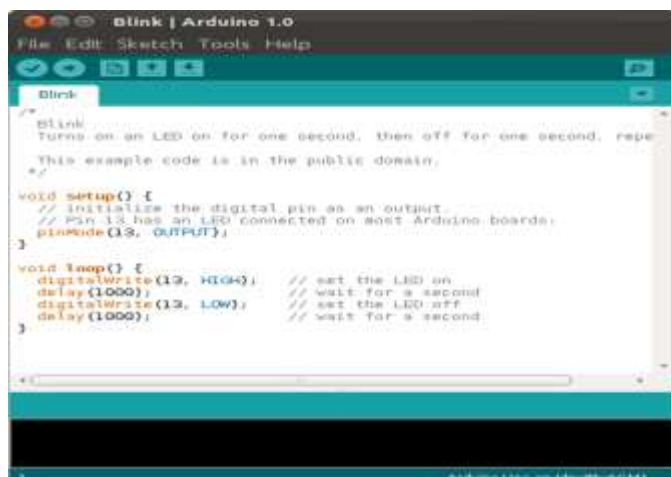 Blink | Arduino 1.0
File Edit Sketch Tools Help
Blink
/*
Blink
Turns on an LED on for one second, then off for one second, repe
This example code is in the public domain.
*/
void setup() {
// initialize the digital pin as an output.
// Pin 13 has an LED connected on most Arduino boards:
pinMode(13, OUTPUT);
}
void loop() {
digitalWrite(13, HIGH); // set the LED on
delay(1000); // wait for a second
digitalWrite(13, LOW); // set the LED off
delay(1000); // wait for a second
}